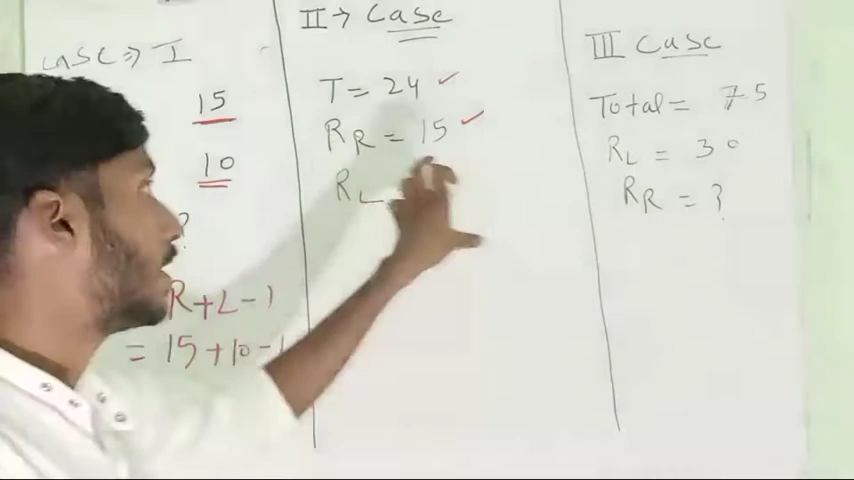 Case ⇒ I
15
10
?
R+L-1
= 15+10-1
II → Case
T = 24 ✓
RR = 15 ✓
RL
III Case
Total = 75
RL = 30
RR = ?